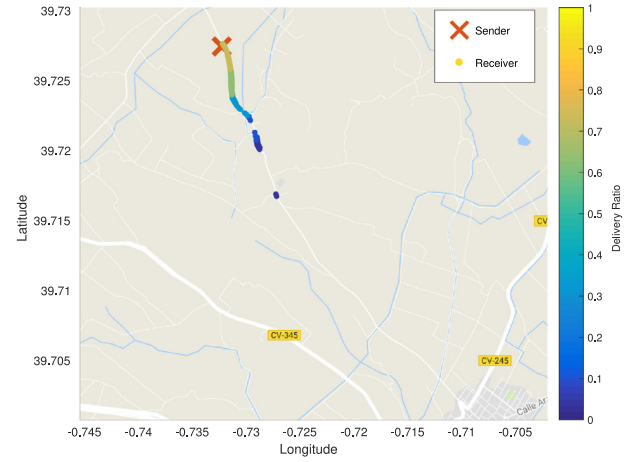 39.73
39.725
39.72
39.715
39.71
39.705
Latitude
-0.745
-0.74
-0.735
-0.73
-0.725
-0.72
-0.715
-0.71
-0.705
Longitude
Sender
Receiver
CV
CV-345
CV-245
Calle Ar
1
0.9
0.8
0.7
0.6
0.5
0.4
0.3
0.2
0.1
0
Delivery Ratio